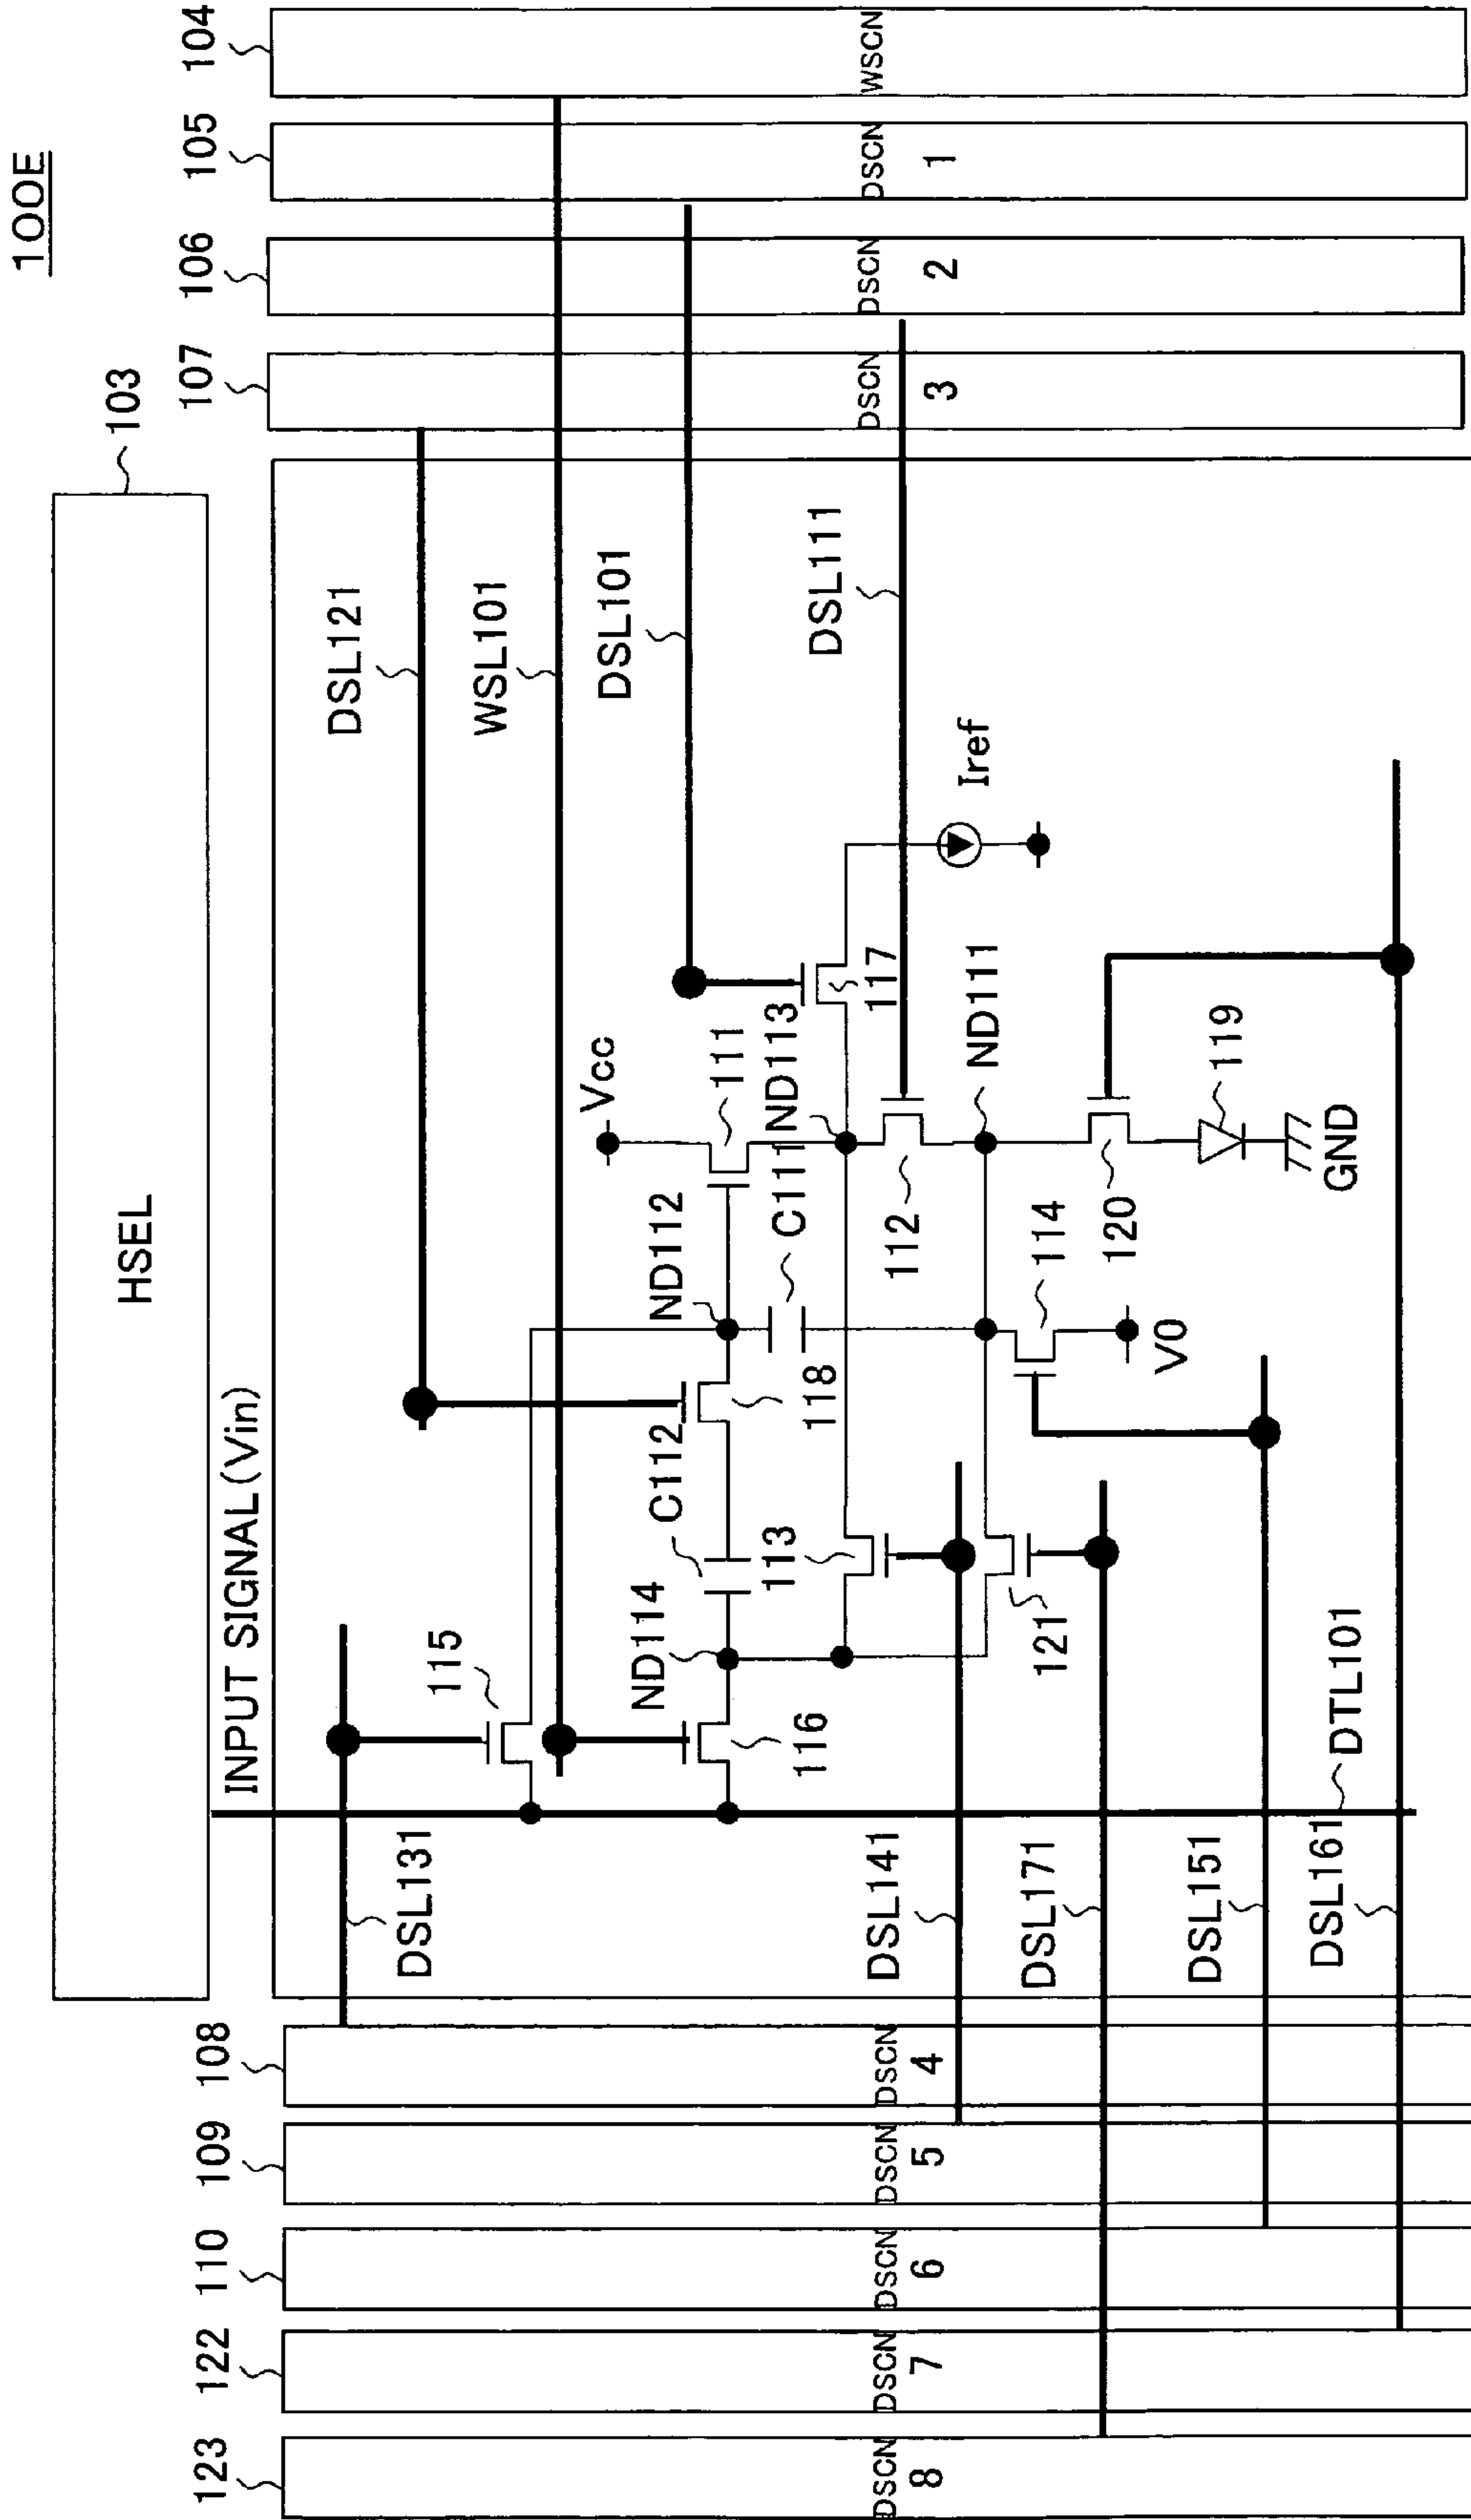 100E
103
HSEL
INPUT SIGNAL(Vin)
123
122
110
109
108
107
106
105
104
DSCN
8
DSCN
7
DSCN
6
DSCN
5
DSCN
4
DSCN
3
DSCN
2
DSCN
1
WSCN
DSL131
115
DSL121
WSL101
DSL101
DSL111
ND114
116
C112
113
118
ND112
C111
Vcc
111
ND113
117
Iref
112
ND111
DSL141
DSL171
DSL151
DSL161
DTL101
121
114
V0
120
119
GND